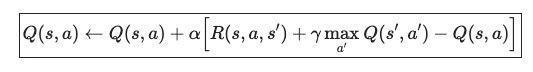 Q(s, a) ← Q(s, a) + α[R(s, a, s′) + γ max_{a′} Q(s′, a′) − Q(s, a)]